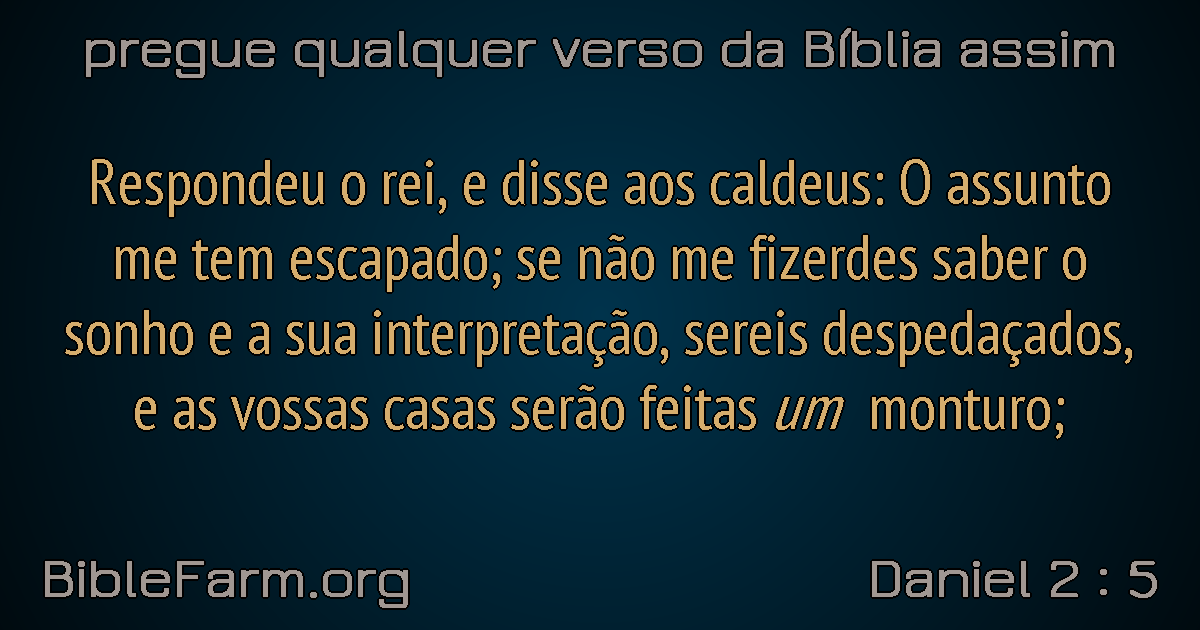 pregue qualquer verso da Bíblia assim
Respondeu o rei, e disse aos caldeus: O assunto
me tem escapado; se não me fizerdes saber o
sonho e a sua interpretação, sereis despedaçados,
e as vossas casas serão feitas um monturo;
BibleFarm.org
Daniel 2 : 5